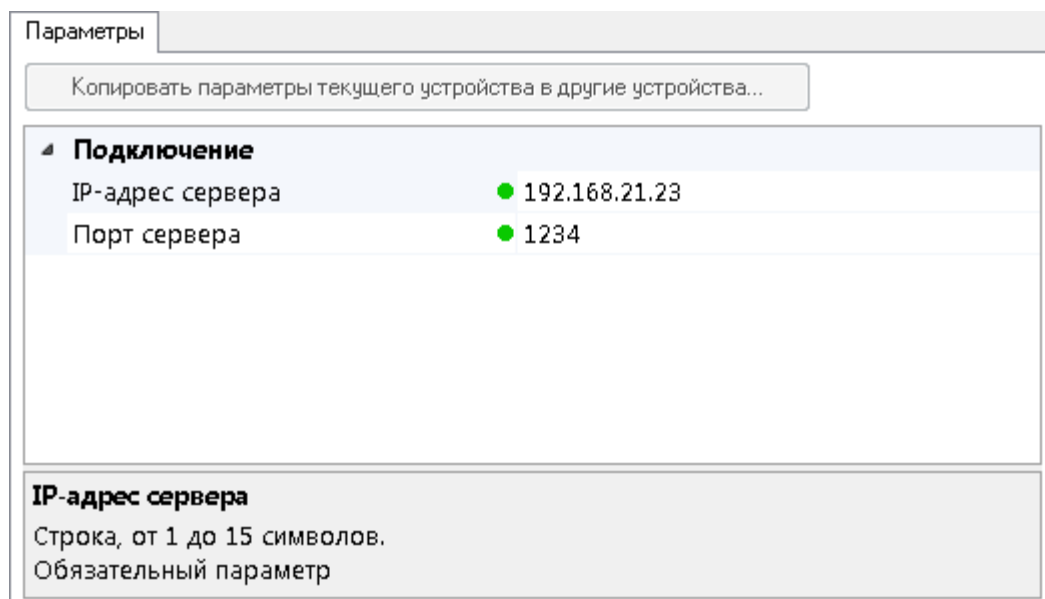 Параметры
Копировать параметры текущего устройства в другие устройства...
Подключение
IP-адрес сервера 192.168.21.23
Порт сервера 1234
IP-адрес сервера
Строка, от 1 до 15 символов.
Обязательный параметр